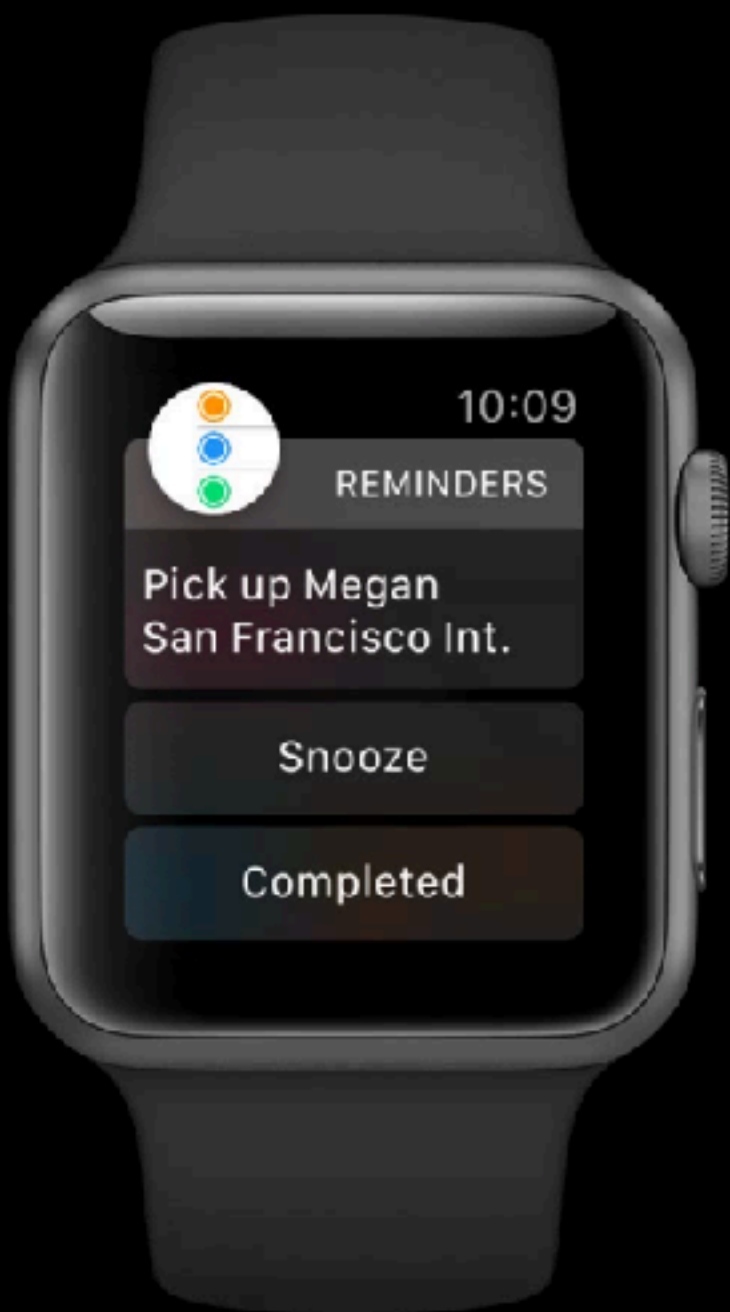 10:09
REMINDERS
Pick up Megan
San Francisco Int.
Snooze
Completed